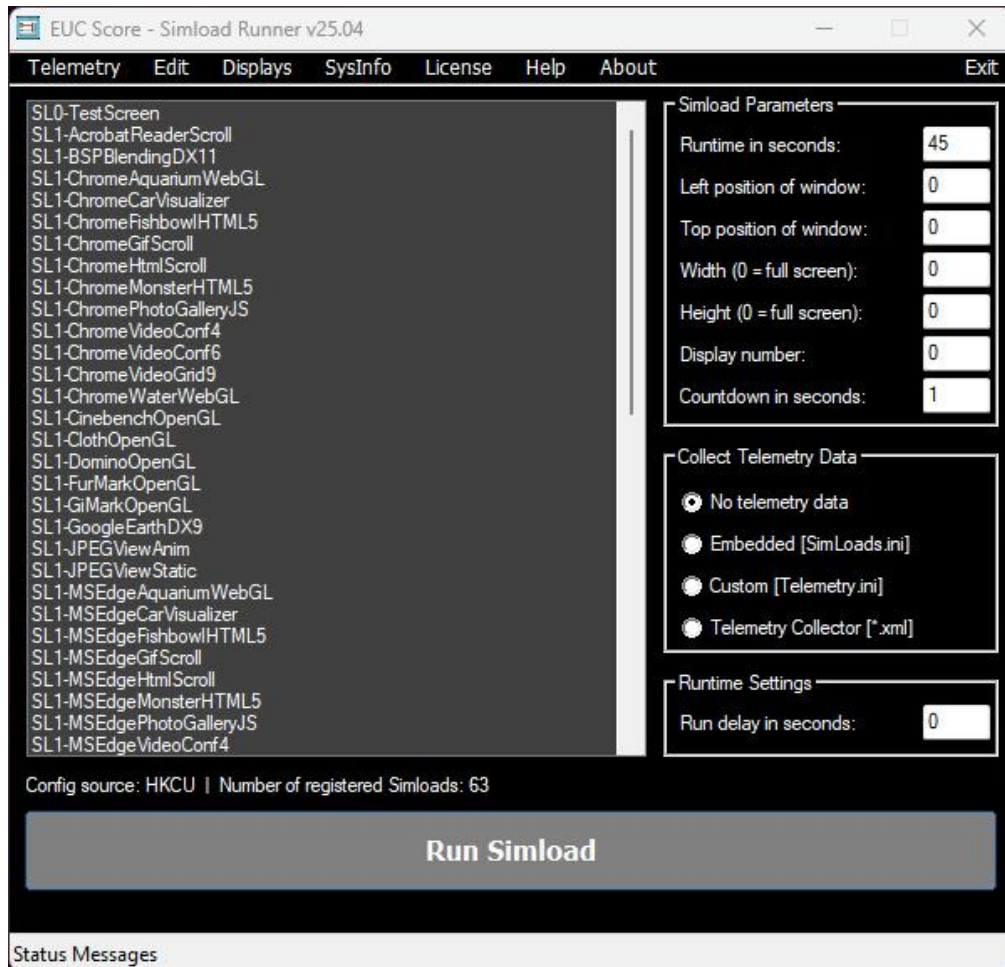 EUC Score - Simload Runner v25.04
Telemetry Edit Displays SysInfo License Help About Exit
SL0-TestScreen
SL1-AcrobatReaderScroll
SL1-BSPBlendingDX11
SL1-ChromeAquariumWebGL
SL1-ChromeCarVisualizer
SL1-ChromeFishbowlHTML5
SL1-ChromeGifScroll
SL1-ChromeHtmlScroll
SL1-ChromeMonsterHTML5
SL1-ChromePhotoGalleryJS
SL1-ChromeVideoConf4
SL1-ChromeVideoConf6
SL1-ChromeVideoGrid9
SL1-ChromeWaterWebGL
SL1-CinebenchOpenGL
SL1-ClothOpenGL
SL1-DominoOpenGL
SL1-FurMarkOpenGL
SL1-GiMarkOpenGL
SL1-GoogleEarthDX9
SL1-JPEGViewAnim
SL1-JPEGViewStatic
SL1-MSEdgeAquariumWebGL
SL1-MSEdgeCarVisualizer
SL1-MSEdgeFishbowlHTML5
SL1-MSEdgeGifScroll
SL1-MSEdgeHtmlScroll
SL1-MSEdgeMonsterHTML5
SL1-MSEdgePhotoGalleryJS
SL1-MSEdgeVideoConf4
Simload Parameters
Runtime in seconds: 45
Left position of window: 0
Top position of window: 0
Width (0 = full screen): 0
Height (0 = full screen): 0
Display number: 0
Countdown in seconds: 1
Collect Telemetry Data
No telemetry data
Embedded [SimLoads.ini]
Custom [Telemetry.ini]
Telemetry Collector [*.xml]
Runtime Settings
Run delay in seconds: 0
Config source: HKCU | Number of registered Simloads: 63
Run Simload
Status Messages